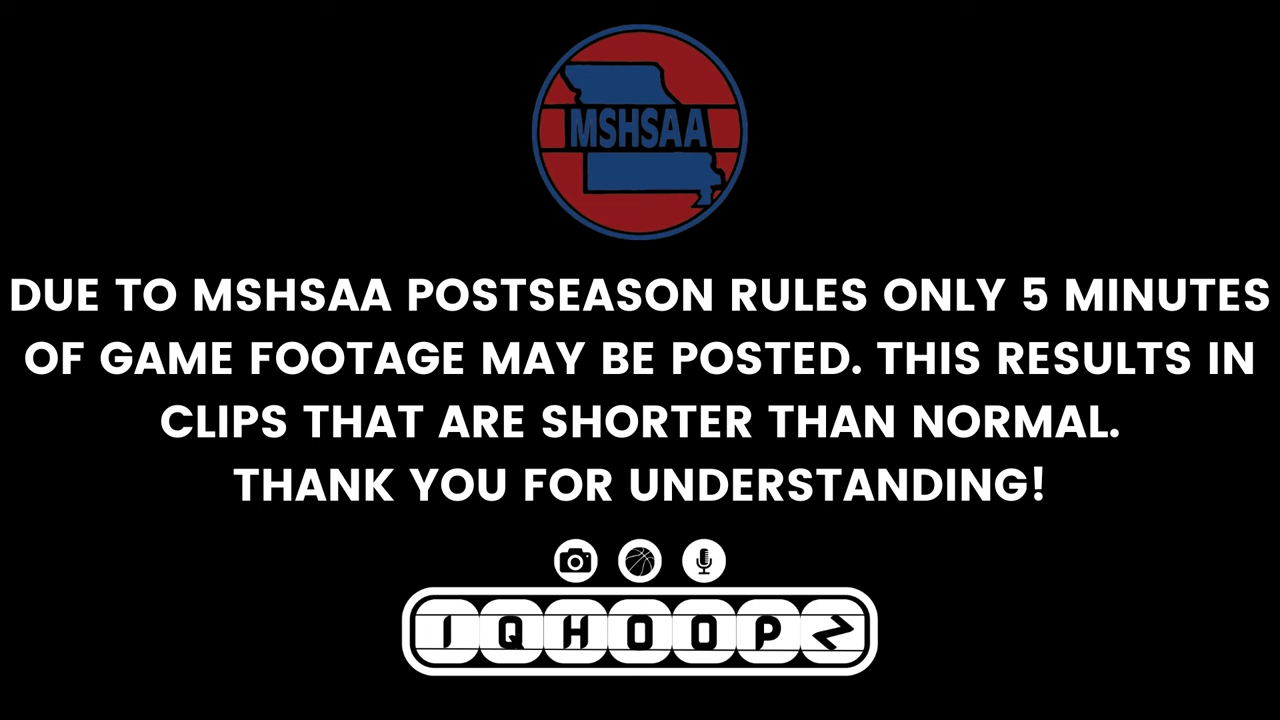 MSHSAA
DUE TO MSHSAA POSTSEASON RULES ONLY 5 MINUTES
OF GAME FOOTAGE MAY BE POSTED. THIS RESULTS IN
CLIPS THAT ARE SHORTER THAN NORMAL.
THANK YOU FOR UNDERSTANDING!
IQHOOPZ